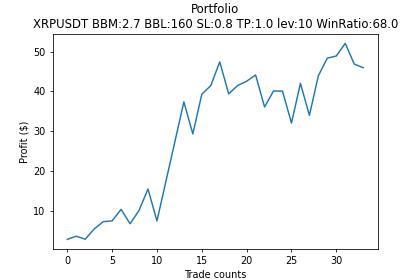 Portfolio
XRPUSDT BBM:2.7 BBL:160 SL:0.8 TP:1.0 lev:10 WinRatio:68.0
50
40
30
20
10
Profit ($)
0 5 10 15 20 25 30
Trade counts